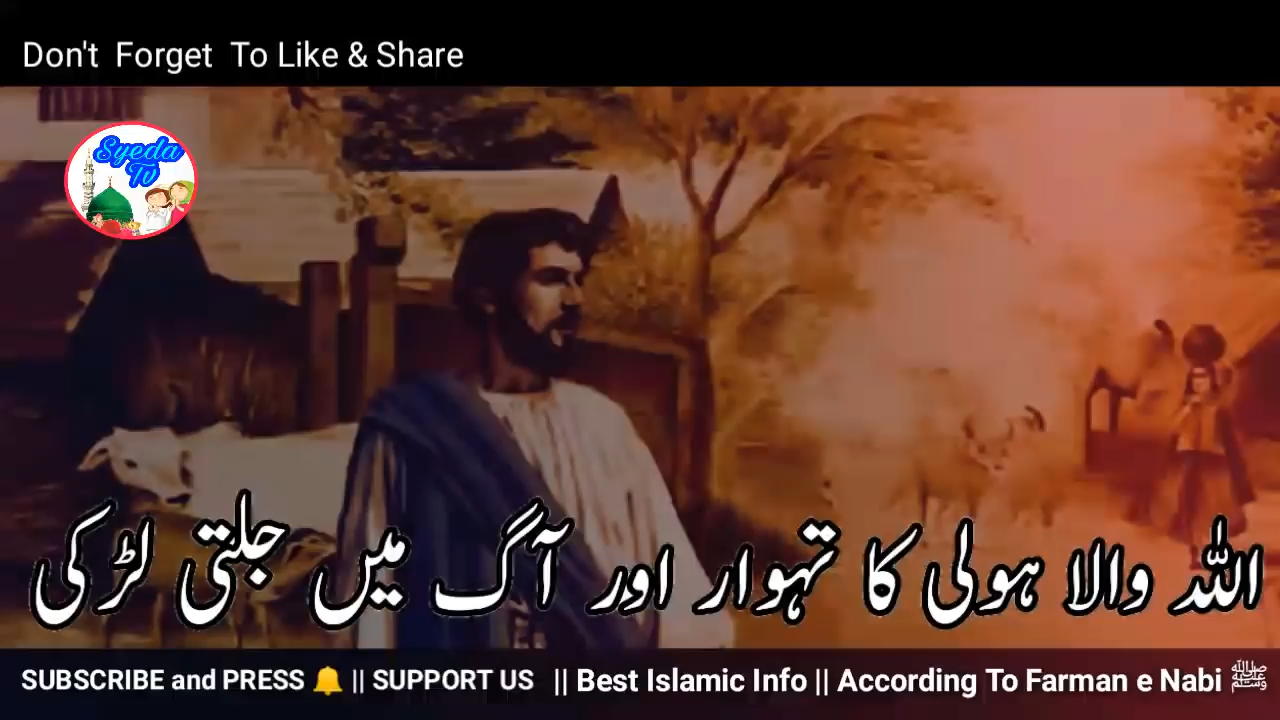 Don't Forget To Like & Share
Syeda
Tv
اللہ والا ہولی کا تہوار اور آگ میں جلتی لڑکی
SUBSCRIBE and PRESS 🔔 || SUPPORT US || Best Islamic Info || According To Farman e Nabi ﷺ